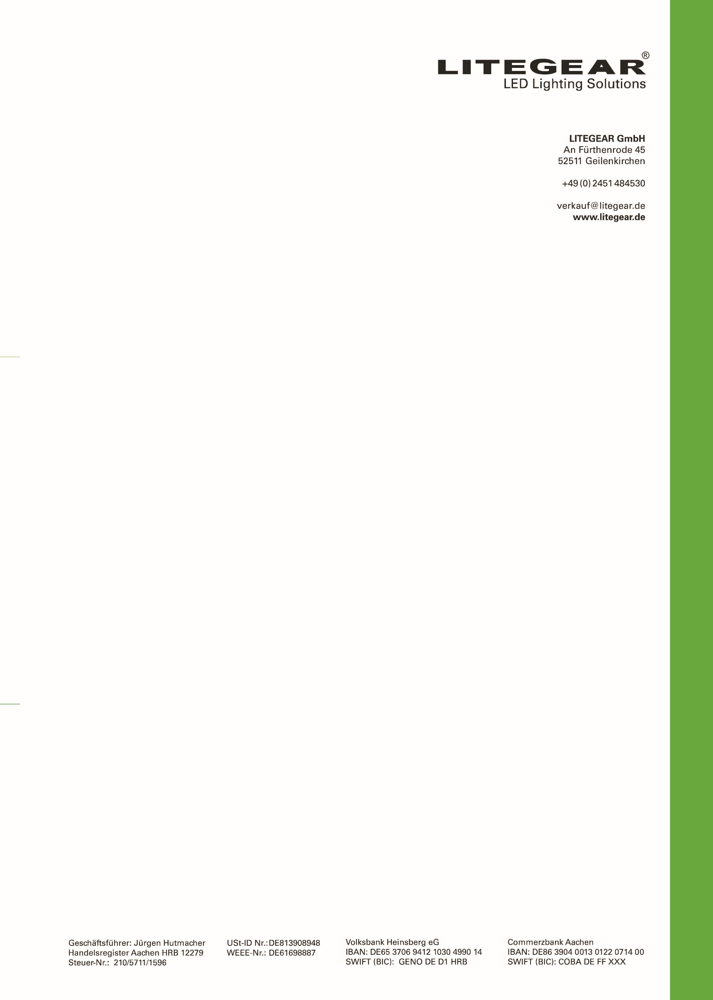 LITEGEAR®
LED Lighting Solutions
LITEGEAR GmbH
An Fürthenrode 45
52511 Geilenkirchen
+49 (0) 2451 484530
verkauf@litegear.de
www.litegear.de
Geschäftsführer: Jürgen Hutmacher
Handelsregister Aachen HRB 12279
Steuer-Nr.: 210/5711/1596
USt-ID Nr.: DE813908948
WEEE-Nr.: DE61698887
Volksbank Heinsberg eG
IBAN: DE65 3706 9412 1030 4990 14
SWIFT (BIC): GENO DE D1 HRB
Commerzbank Aachen
IBAN: DE86 3904 0013 0122 0714 00
SWIFT (BIC): COBA DE FF XXX